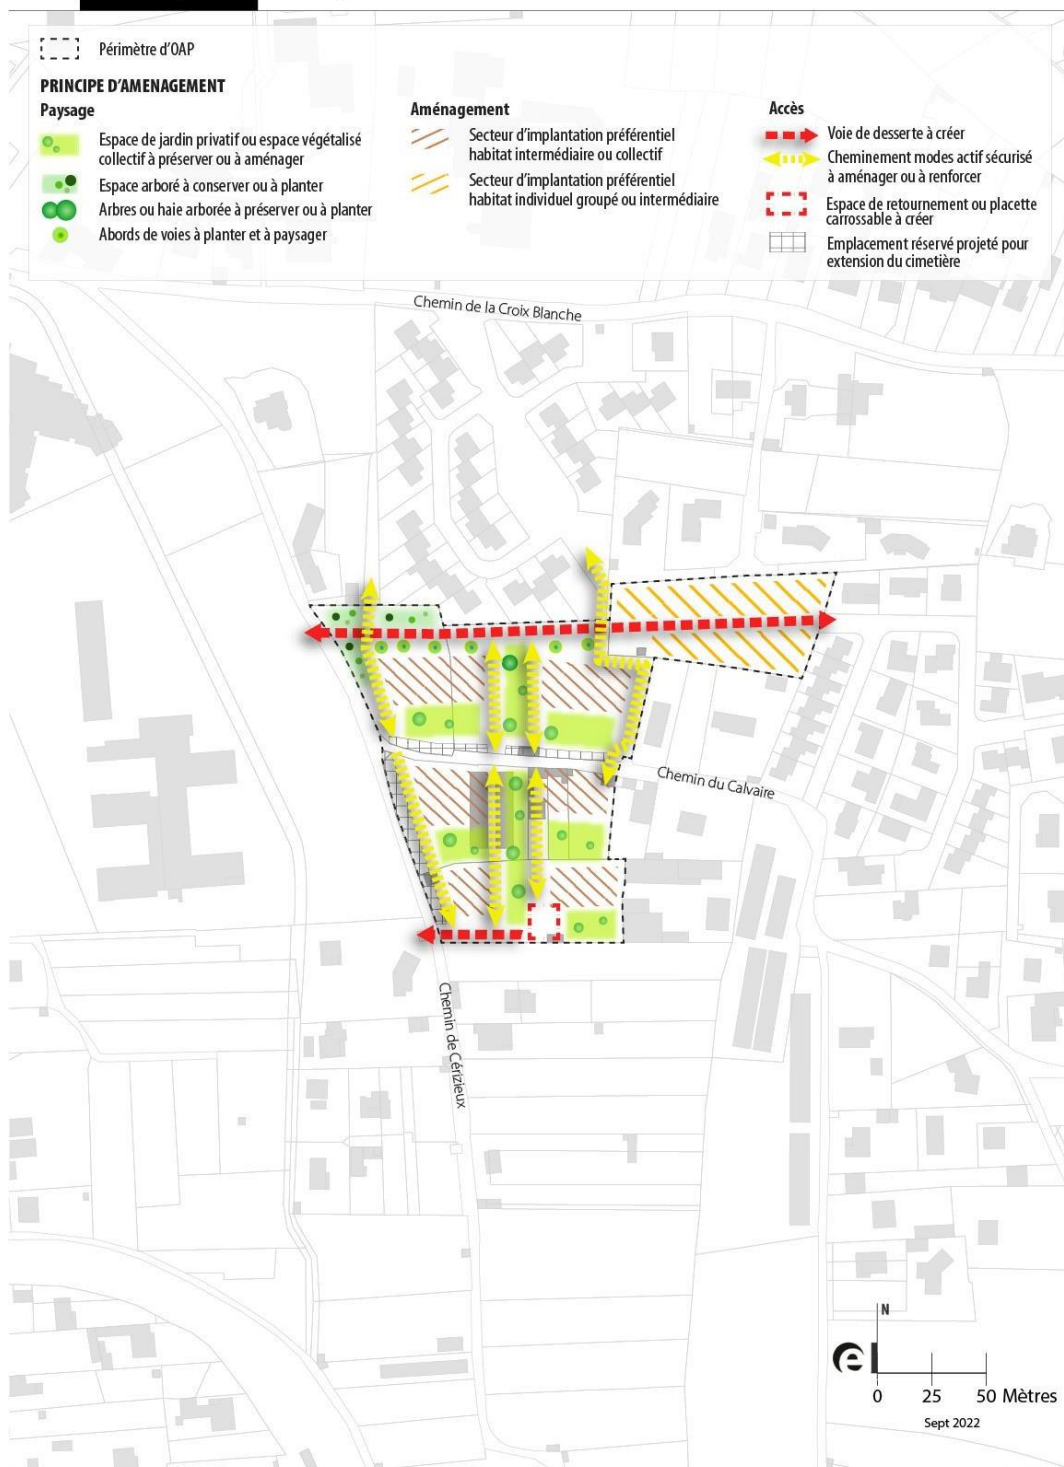 Périmètre d'OAP
PRINCIPE D'AMENAGEMENT
Paysage
Espace de jardin privatif ou espace végétalisé
collectif à préserver ou à aménager
Espace arboré à conserver ou à planter
Arbres ou haie arborée à préserver ou à planter
Abords de voies à planter et à paysager
Aménagement
Secteur d'implantation préférentiel
habitat intermédiaire ou collectif
Secteur d'implantation préférentiel
habitat individuel groupé ou intermédiaire
Accès
Voie de desserte à créer
Cheminement modes actif sécurisé
à aménager ou à renforcer
Espace de retournement ou placette
carrossable à créer
Emplacement réservé projeté pour
extension du cimetière
Chemin de la Croix Blanche
Chemin du Calvaire
Chemin de Cérizieux
N
e
0 25 50 Mètres
Sept 2022